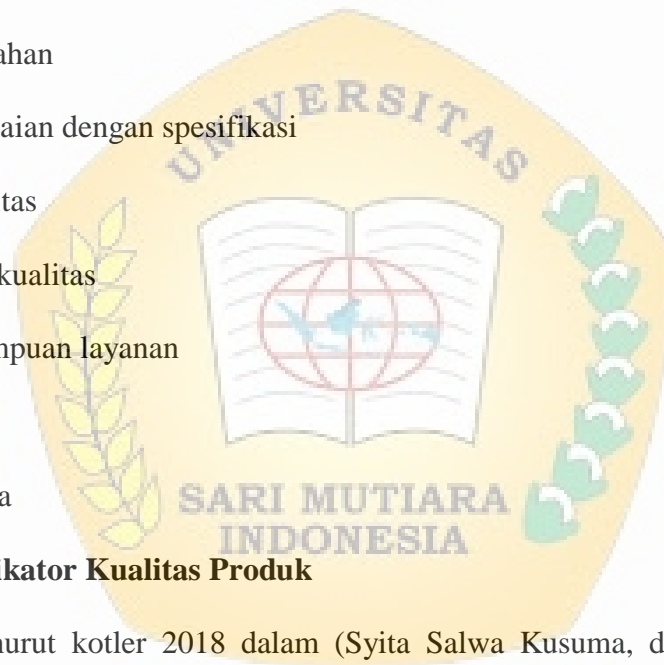 ahan
aian dengan spesifikasi
tas
kualitas
npuan layanan
UNIVERSITAS
a
SARI MUTIARA
INDONESIA
ikator Kualitas Produk
nurut kotler 2018 dalam (Syita Salwa Kusuma, d